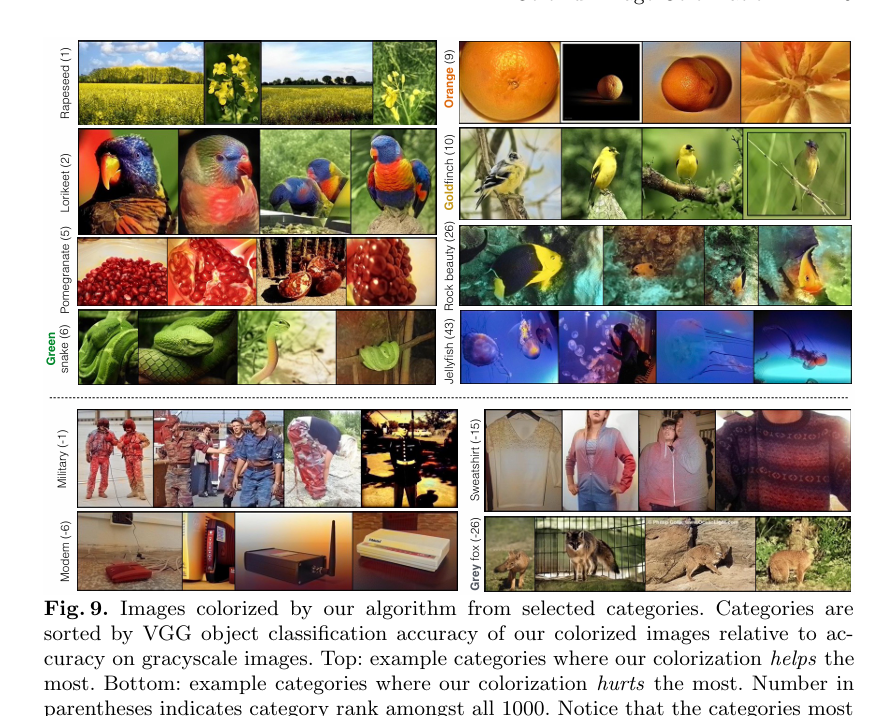 Rapeseed (1)
Orange (9)
Lorikeet (2)
Goldfinch (10)
Pomegranate (5)
Rock beauty (26)
Green
snake (6)
Jellyfish (43)
Military (-1)
Sweatshirt (-15)
Modem (-6)
Grey fox (-26)
Fig. 9. Images colorized by our algorithm from selected categories. Categories are
sorted by VGG object classification accuracy of our colorized images relative to ac-
curacy on gracyscale images. Top: example categories where our colorization helps the
most. Bottom: example categories where our colorization hurts the most. Number in
parentheses indicates category rank amongst all 1000. Notice that the categories most